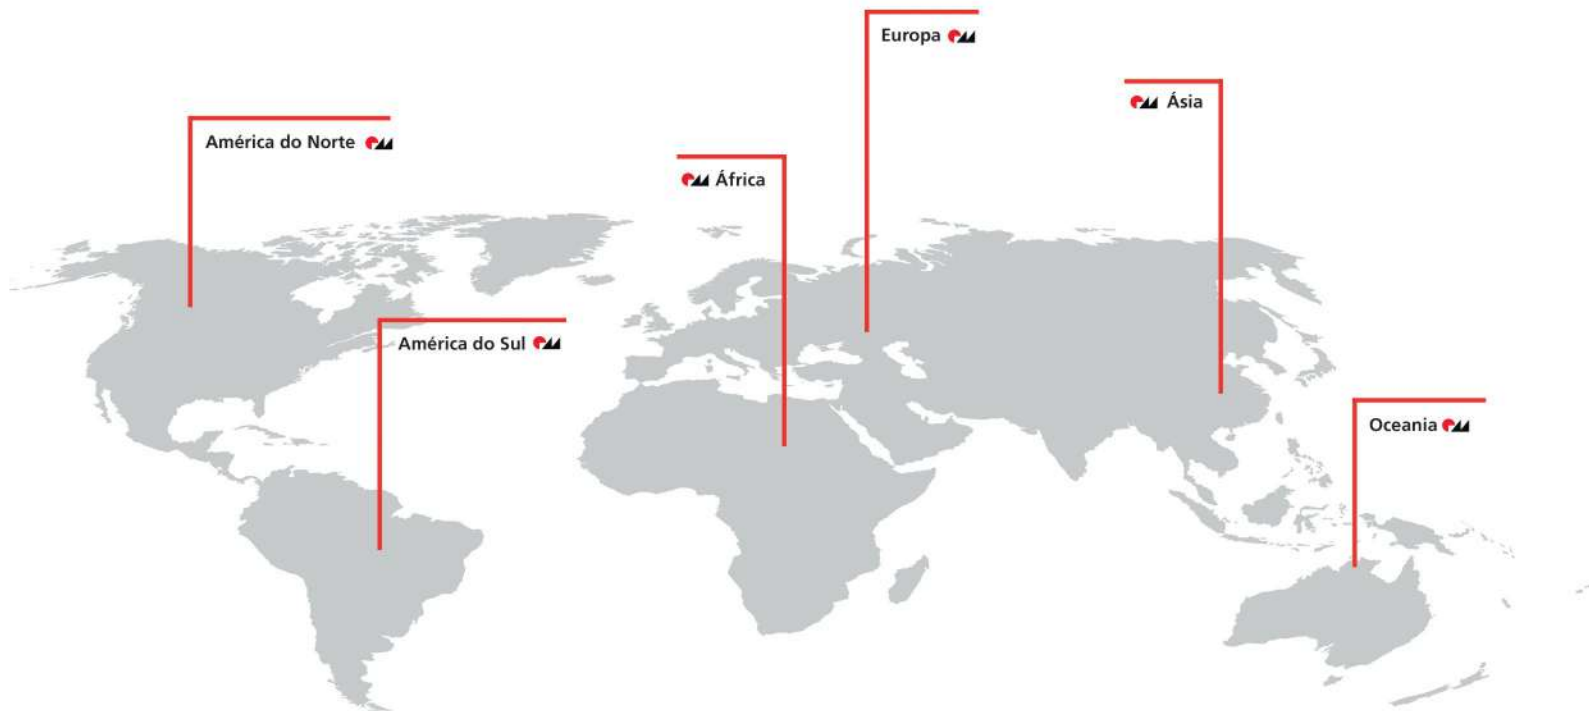 Europa
Ásia
América do Norte
África
América do Sul
Oceania